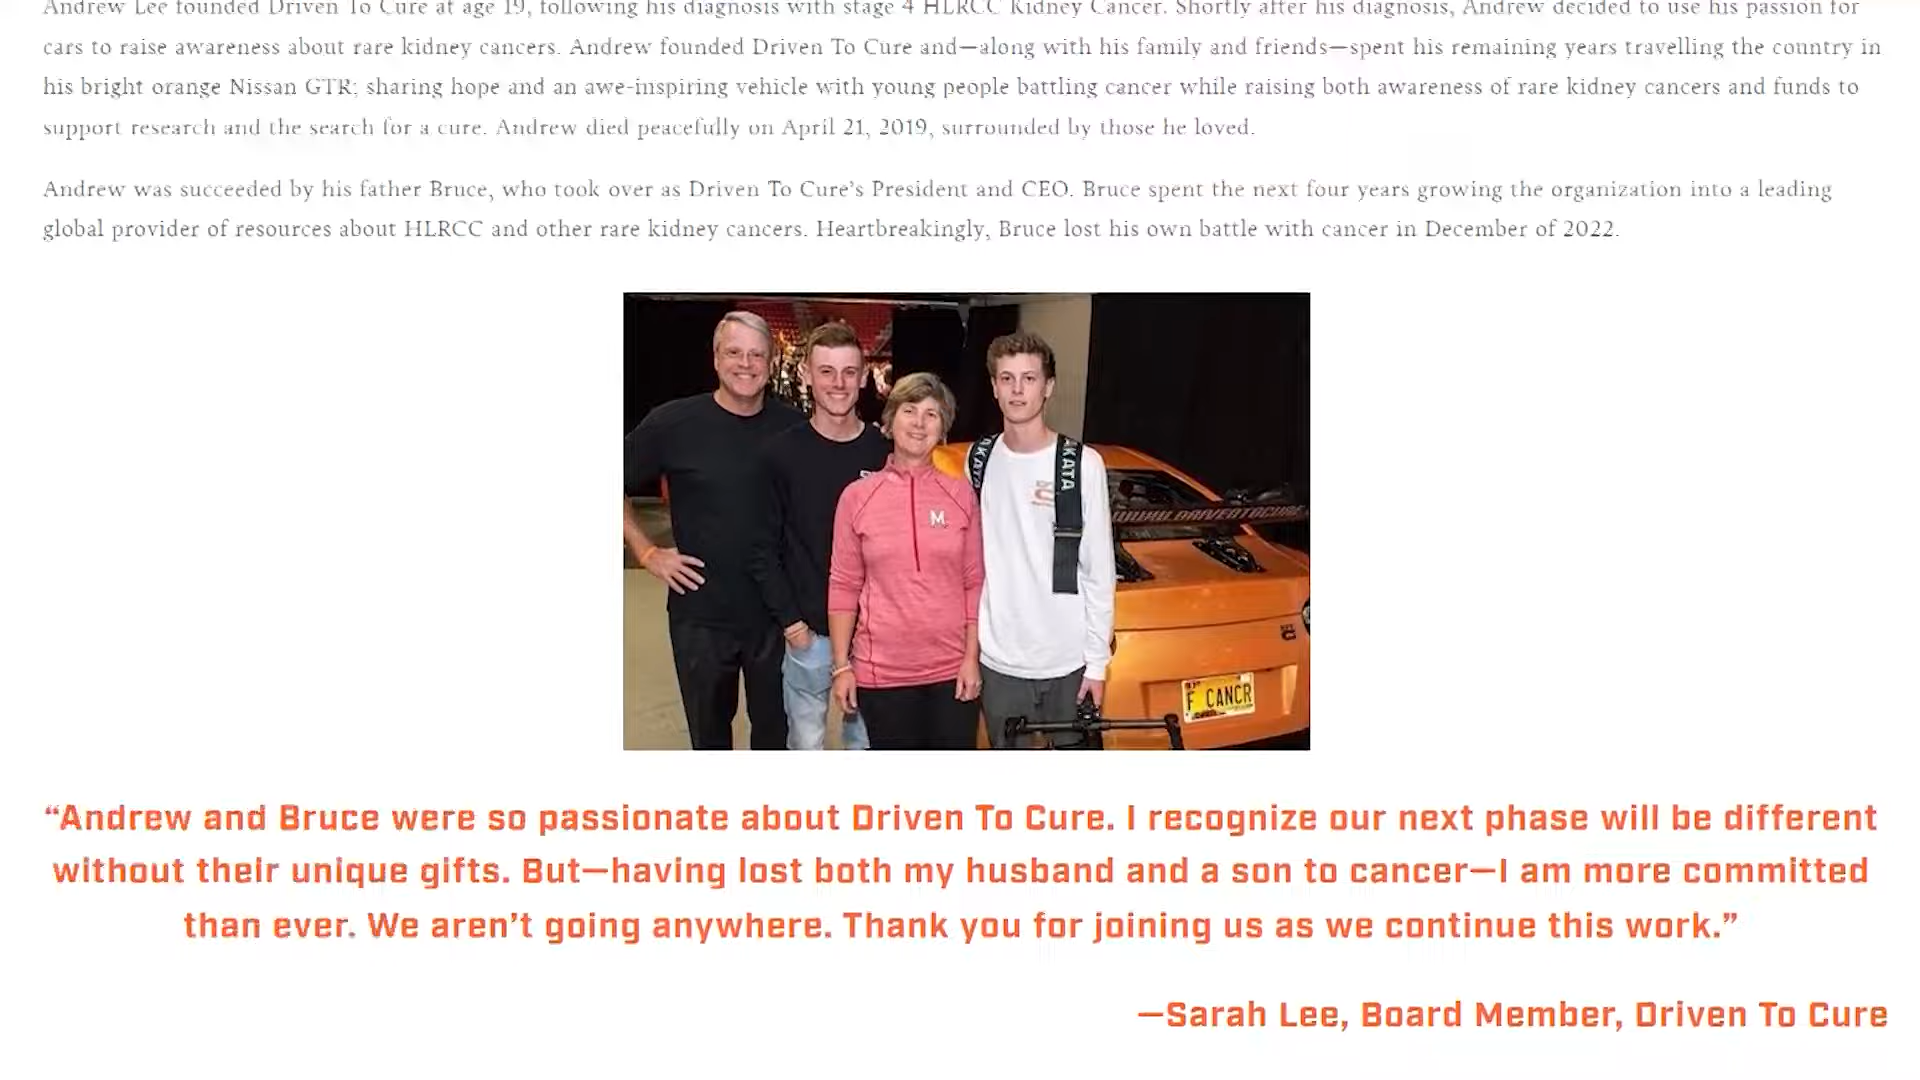 Andrew Lee founded Driven To Cure at age 19, following his diagnosis with stage 4 HLRCC Kidney Cancer. Shortly after his diagnosis, Andrew decided to use his passion for
cars to raise awareness about rare kidney cancers. Andrew founded Driven To Cure and—along with his family and friends—spent his remaining years travelling the country in
his bright orange Nissan GTR; sharing hope and an awe-inspiring vehicle with young people battling cancer while raising both awareness of rare kidney cancers and funds to
support research and the search for a cure. Andrew died peacefully on April 21, 2019, surrounded by those he loved.
Andrew was succeeded by his father Bruce, who took over as Driven To Cure's President and CEO. Bruce spent the next four years growing the organization into a leading
global provider of resources about HLRCC and other rare kidney cancers. Heartbreakingly, Bruce lost his own battle with cancer in December of 2022.
M
AKATA
AKATA
DRIVENTOCURE
F CANCR
“Andrew and Bruce were so passionate about Driven To Cure. I recognize our next phase will be different
without their unique gifts. But—having lost both my husband and a son to cancer—I am more committed
than ever. We aren’t going anywhere. Thank you for joining us as we continue this work.”
—Sarah Lee, Board Member, Driven To Cure